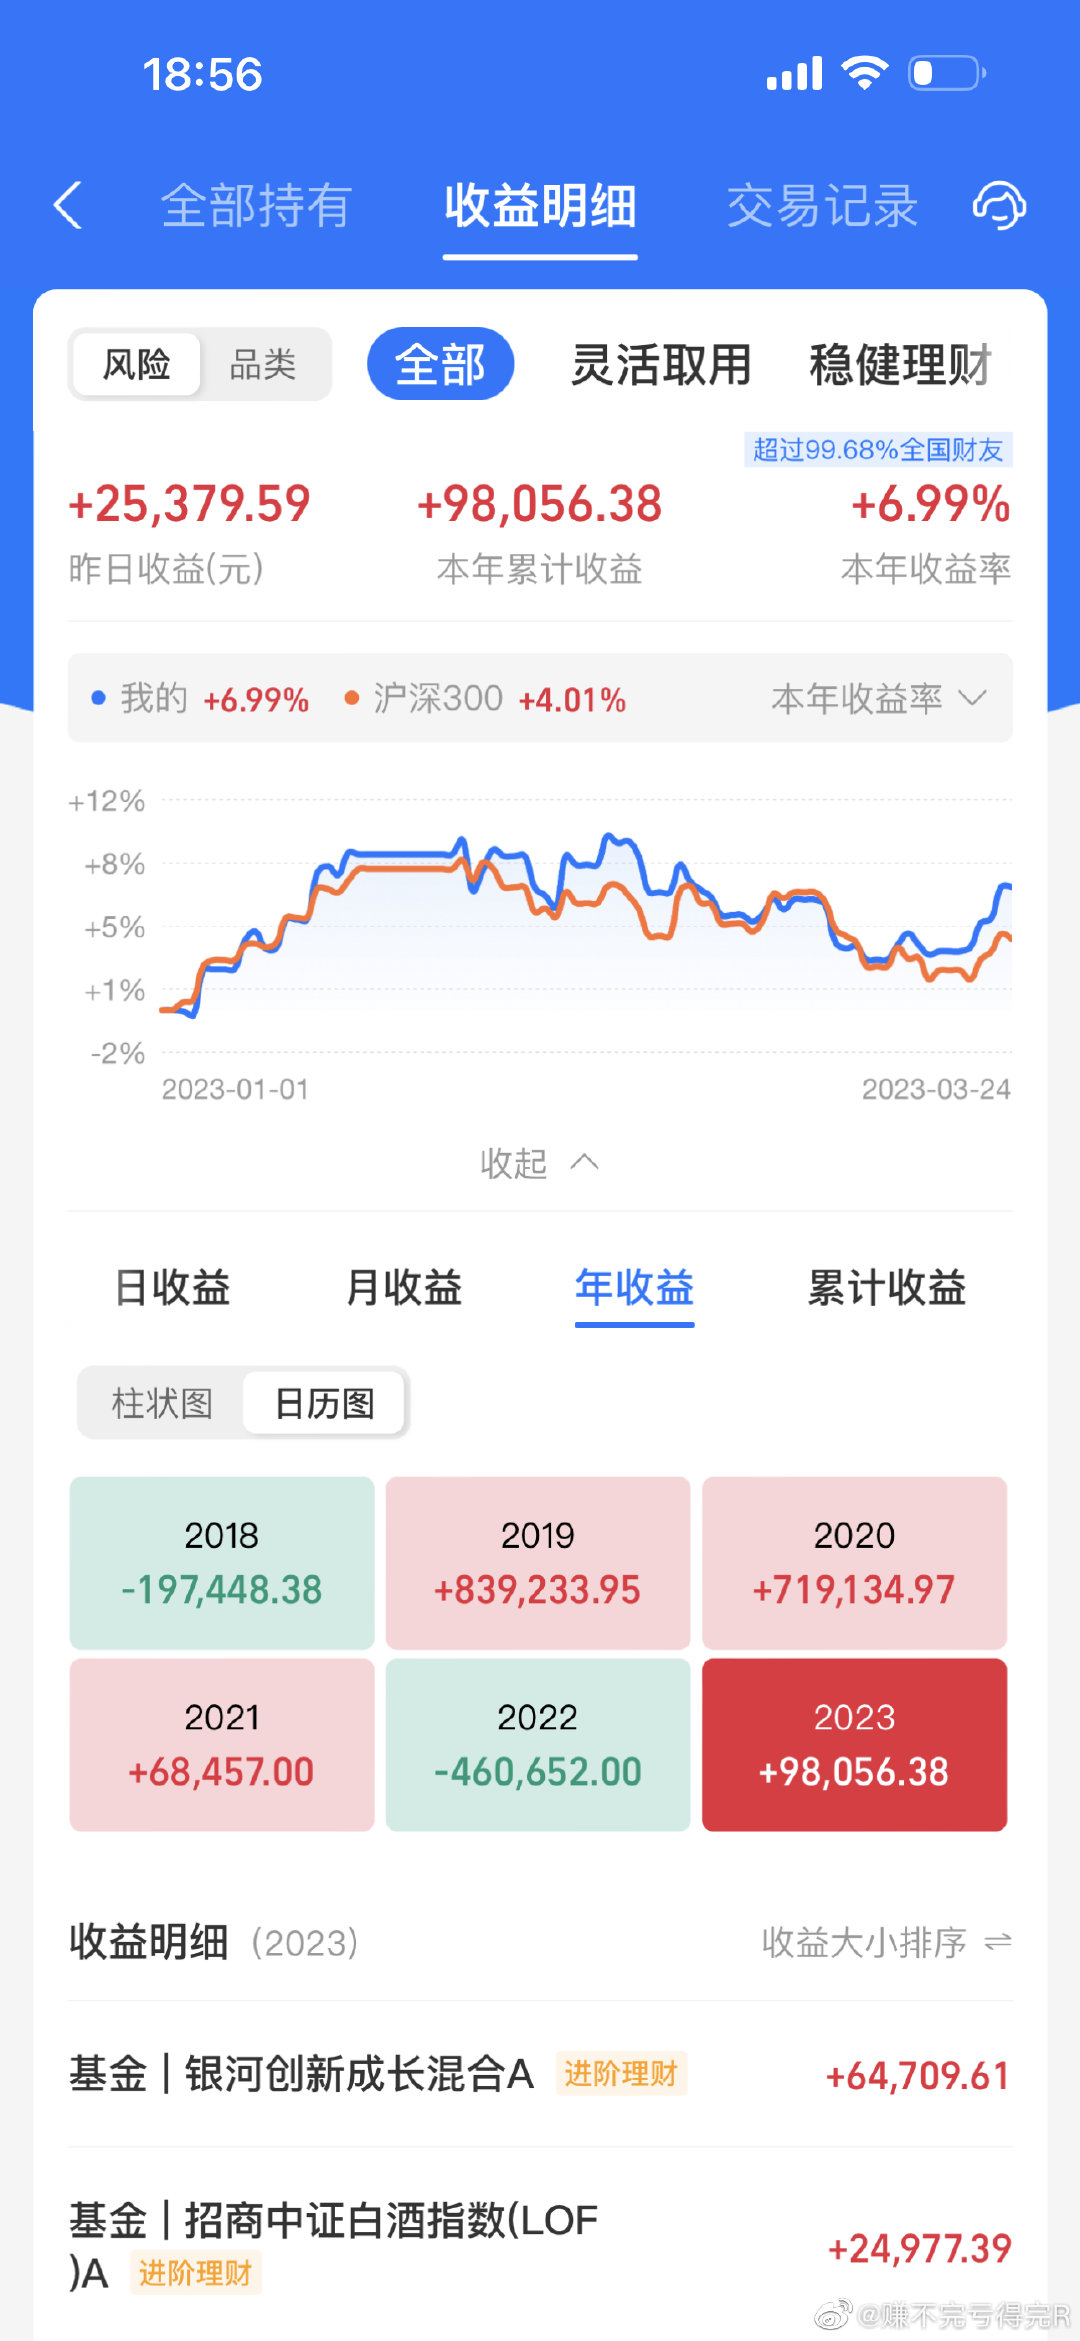 18:56
全部持有 收益明细 交易记录
风险 品类 全部 灵活取用 稳健理财
超过99.68%全国财友
+25,379.59 +98,056.38 +6.99%
昨日收益(元) 本年累计收益 本年收益率
我的 +6.99% 沪深300 +4.01% 本年收益率
+12%
+8%
+5%
+1%
-2%
2023-01-01 2023-03-24
收起
日收益 月收益 年收益 累计收益
柱状图 日历图
2018 2019 2020
-197,448.38 +839,233.95 +719,134.97
2021 2022 2023
+68,457.00 -460,652.00 +98,056.38
收益明细 (2023) 收益大小排序
基金 | 银河创新成长混合A 进阶理财 +64,709.61
基金 | 招商中证白酒指数(LOF
)A 进阶理财 +24,977.39
@赚不完亏得完R